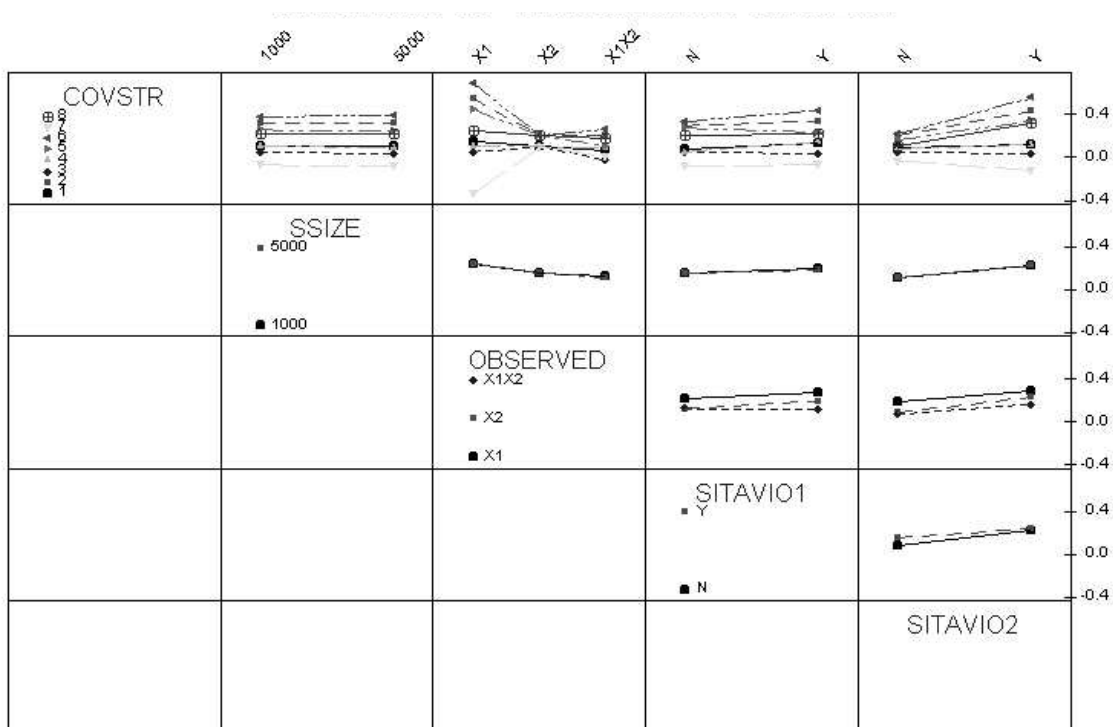 1000 5000 X1 X2 X1X2 N Y N Y
COVSTR
8
7
6
5
4
3
2
1
0.4
0.0
-0.4
SSIZE
5000
1000
0.4
0.0
-0.4
OBSERVED
X1X2
X2
X1
0.4
0.0
-0.4
SITAVIO1
Y
N
0.4
0.0
-0.4
SITAVIO2